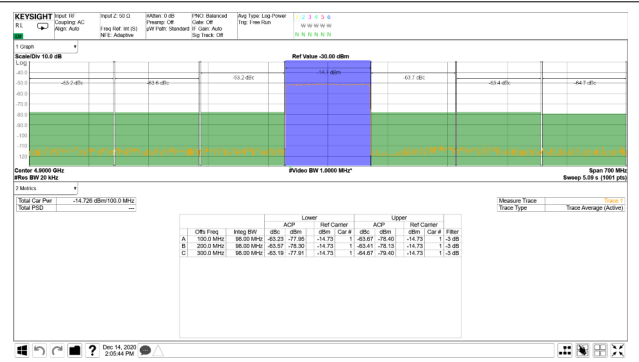 KEYSIGHT Input: RF Input Z: 50 Ω #Atten: 0 dB PNO: Balanced Avg Type: Log-Power 1 2 3 4 5 6
RL Coupling: AC Preamp: Off Gate: Off Trig: Free Run W W W W W W
Align: Auto Freq Ref: Int (S) µW Path: Standard IF Gain: Auto N N N N N N
NFE: Adaptive Sig Track: Off
1 Graph
Scale/Div 10.0 dB Ref Value -30.00 dBm
Log
-40.0
-50.0
-60.0
-70.0
-80.0
-90.0
-100
-110
-120
-63.2 dBc -63.6 dBc -63.2 dBc -14.7 dBm -63.7 dBc -63.4 dBc -64.7 dBc
Center 4.9000 GHz #Video BW 1.0000 MHz* Span 700 MHz
#Res BW 20 kHz Sweep 5.09 s (1001 pts)
2 Metrics
Total Car Pwr -14.726 dBm/100.0 MHz Measure Trace Trace 1
Total PSD --- Trace Type Trace Average (Active)
Lower Upper
ACP Ref Carrier ACP Ref Carrier
Offs Freq Integ BW dBc dBm dBm Car # dBc dBm dBm Car # Filter
A 100.0 MHz 98.00 MHz -63.23 -77.95 -14.73 1 -63.67 -78.40 -14.73 1 -3 dB
B 200.0 MHz 98.00 MHz -63.57 -78.30 -14.73 1 -63.41 -78.13 -14.73 1 -3 dB
C 300.0 MHz 98.00 MHz -63.19 -77.91 -14.73 1 -64.67 -79.40 -14.73 1 -3 dB
? Dec 14, 2020
2:05:44 PM